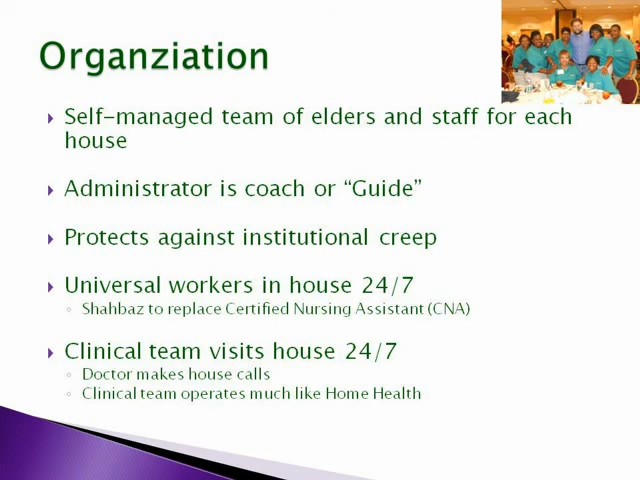 Organziation
Self-managed team of elders and staff for each
house
Administrator is coach or “Guide”
Protects against institutional creep
Universal workers in house 24/7
Shahbaz to replace Certified Nursing Assistant (CNA)
Clinical team visits house 24/7
Doctor makes house calls
Clinical team operates much like Home Health